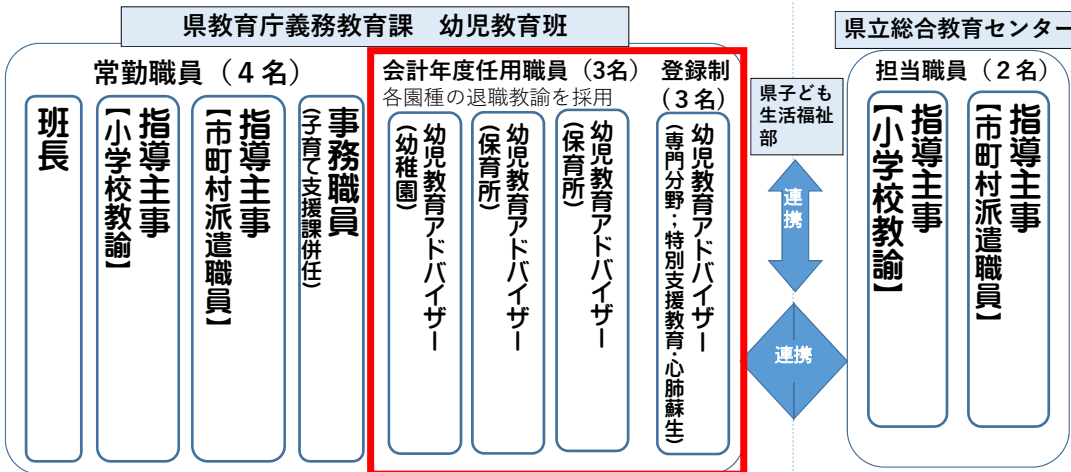 県教育庁義務教育課　幼児教育班
常勤職員（４名）
班長
指導主事
【小学校教諭】
指導主事
【市町村派遣職員】
事務職員
(子育て支援課併任)
会計年度任用職員（3名）
各園種の退職教諭を採用
幼児教育アドバイザー
(幼稚園)
幼児教育アドバイザー
(保育所)
幼児教育アドバイザー
(保育所)
登録制
（３名）
幼児教育アドバイザー
(専門分野；特別支援教育・心肺蘇生)
県子ども
生活福祉
部
連携
連携
県立総合教育センター
担当職員（２名）
指導主事
【小学校教諭】
指導主事
【市町村派遣職員】